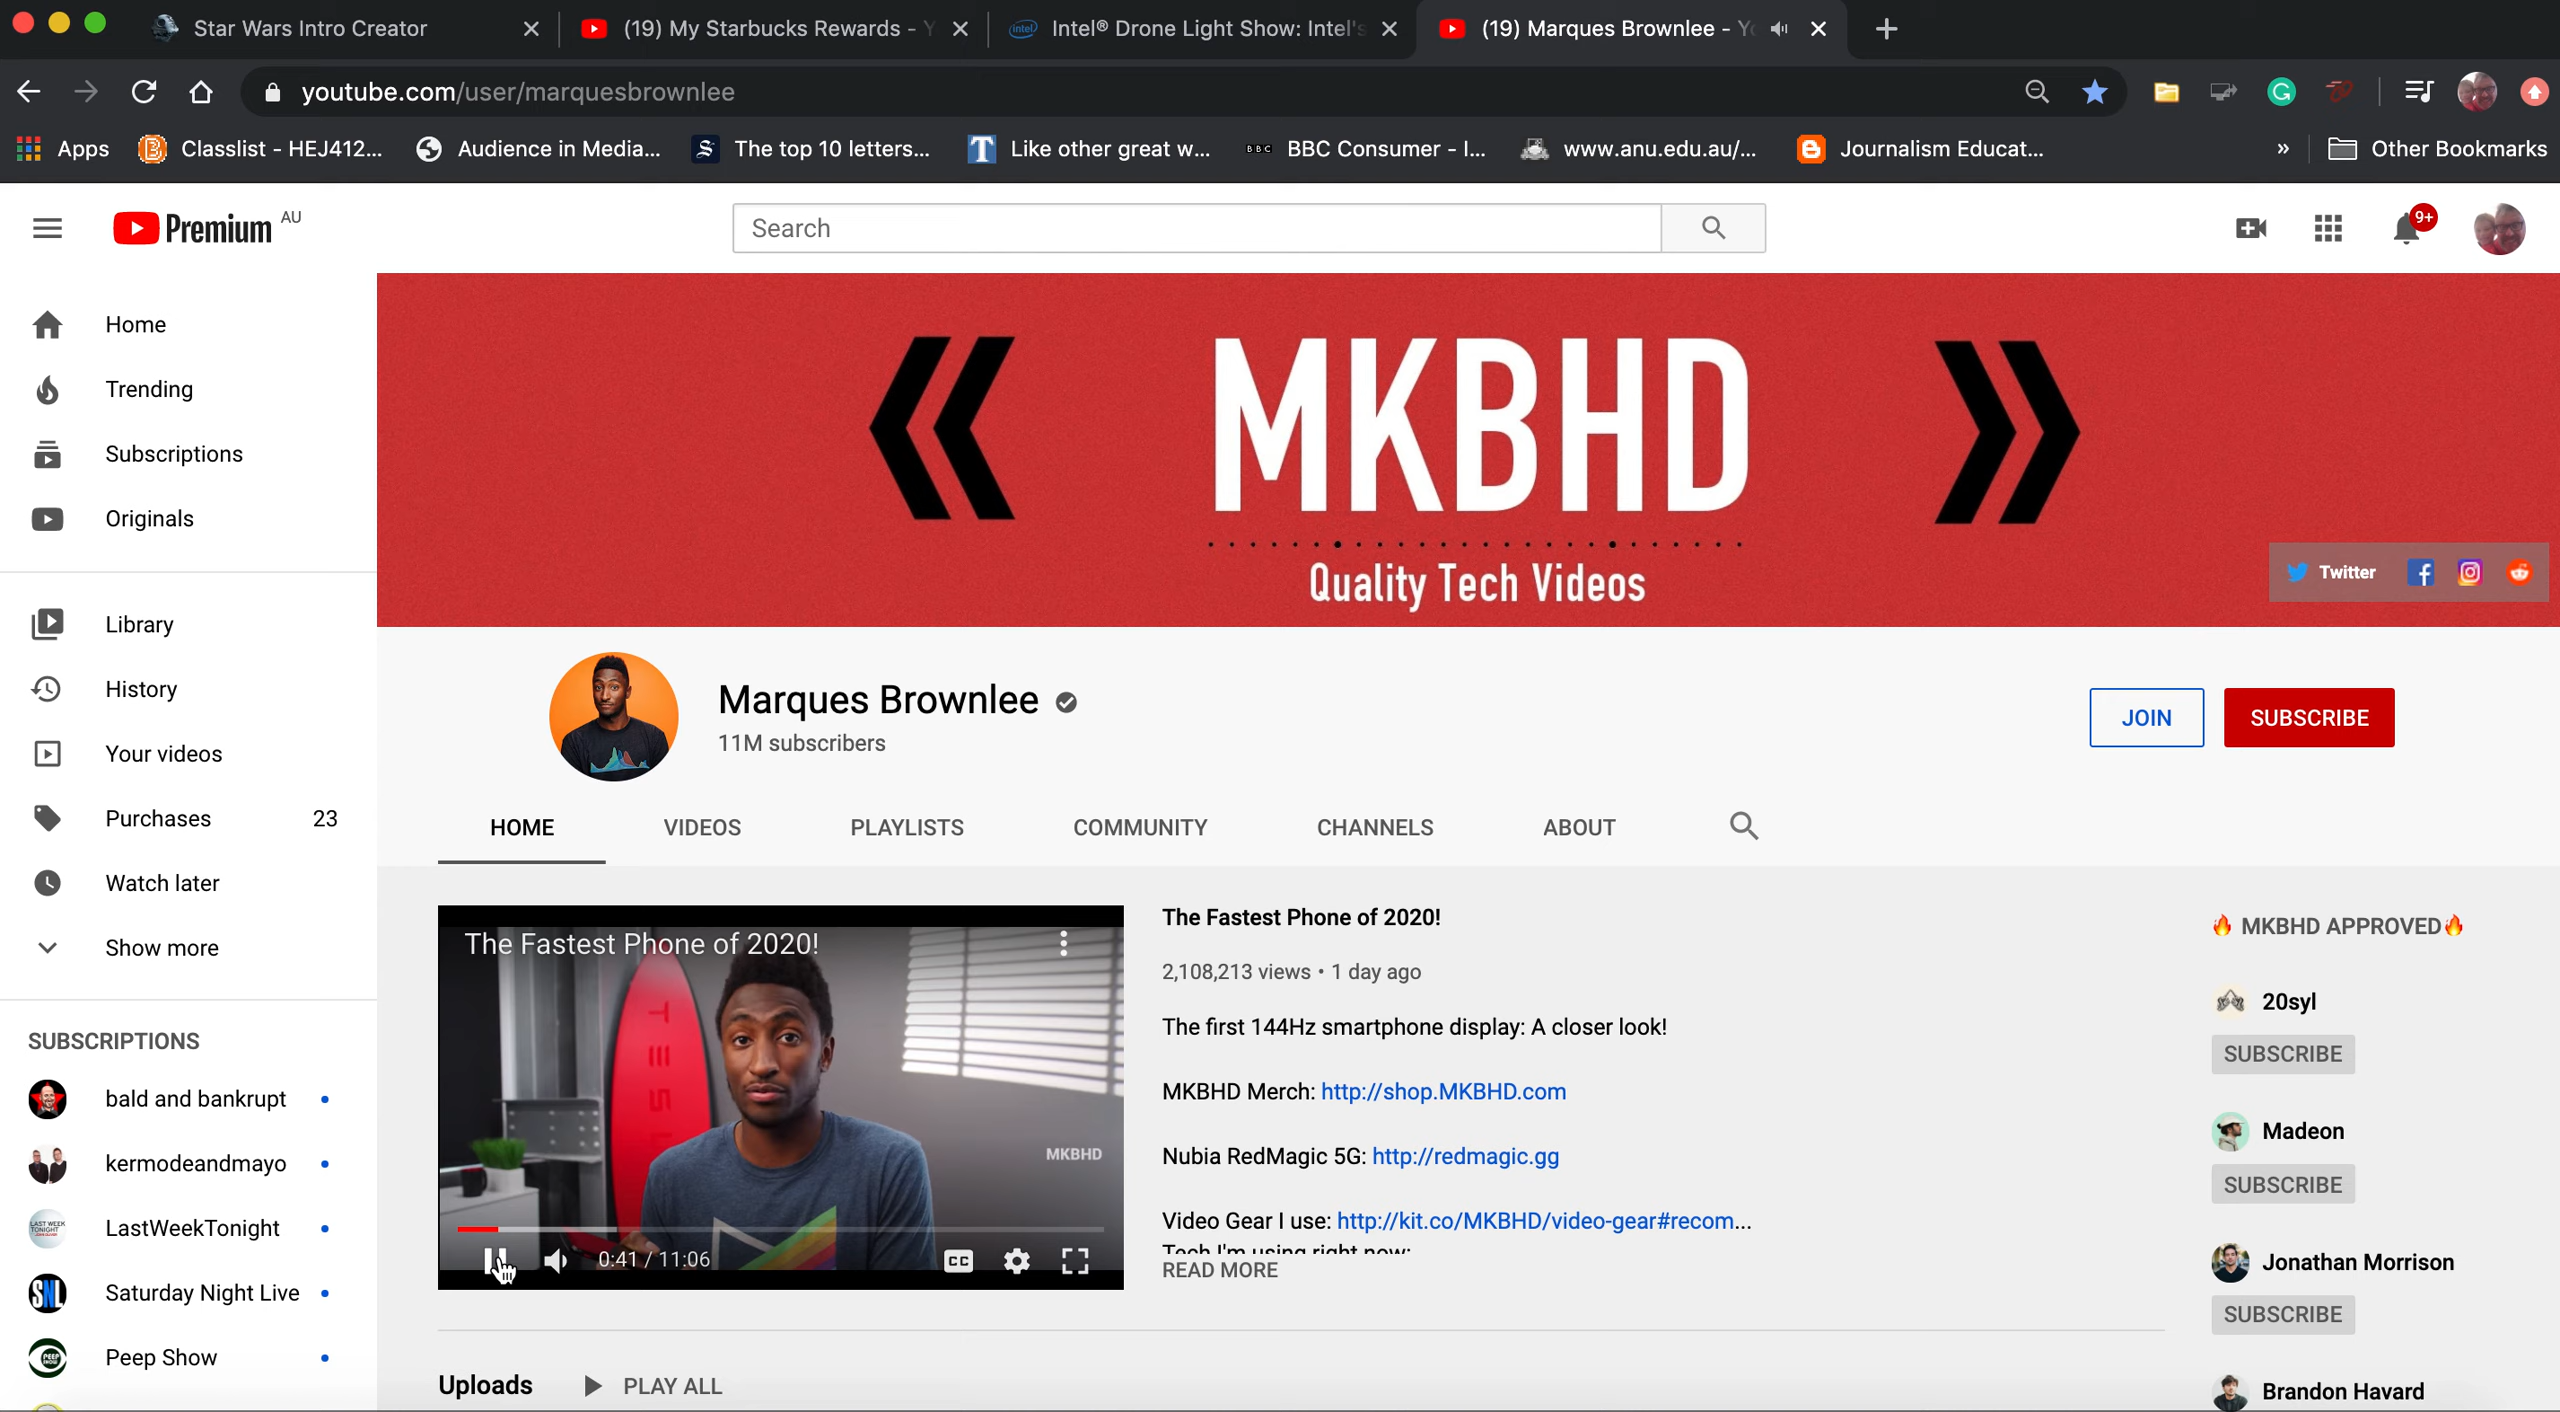 Star Wars Intro Creator
(19) My Starbucks Rewards - Y
Intel® Drone Light Show: Intel's
(19) Marques Brownlee - Yo
youtube.com/user/marquesbrownlee
Apps
Classlist - HEJ412...
Audience in Media...
The top 10 letters...
Like other great w...
BBC Consumer - I...
www.anu.edu.au/...
Journalism Educat...
»
Other Bookmarks
Premium AU
Search
9+
Home
Trending
Subscriptions
Originals
Library
History
Your videos
Purchases 23
Watch later
Show more
SUBSCRIPTIONS
bald and bankrupt
kermodeandmayo
LastWeekTonight
Saturday Night Live
Peep Show
MKBHD
Quality Tech Videos
Twitter
Marques Brownlee
11M subscribers
JOIN
SUBSCRIBE
HOME
VIDEOS
PLAYLISTS
COMMUNITY
CHANNELS
ABOUT
The Fastest Phone of 2020!
TESL
MKBHD
0:41 / 11:06
CC
The Fastest Phone of 2020!
2,108,213 views • 1 day ago
The first 144Hz smartphone display: A closer look!
MKBHD Merch: http://shop.MKBHD.com
Nubia RedMagic 5G: http://redmagic.gg
Video Gear I use: http://kit.co/MKBHD/video-gear#recom...
Tech I'm using right now:
READ MORE
🔥 MKBHD APPROVED🔥
20syl
SUBSCRIBE
Madeon
SUBSCRIBE
Jonathan Morrison
SUBSCRIBE
Brandon Havard
Uploads
PLAY ALL